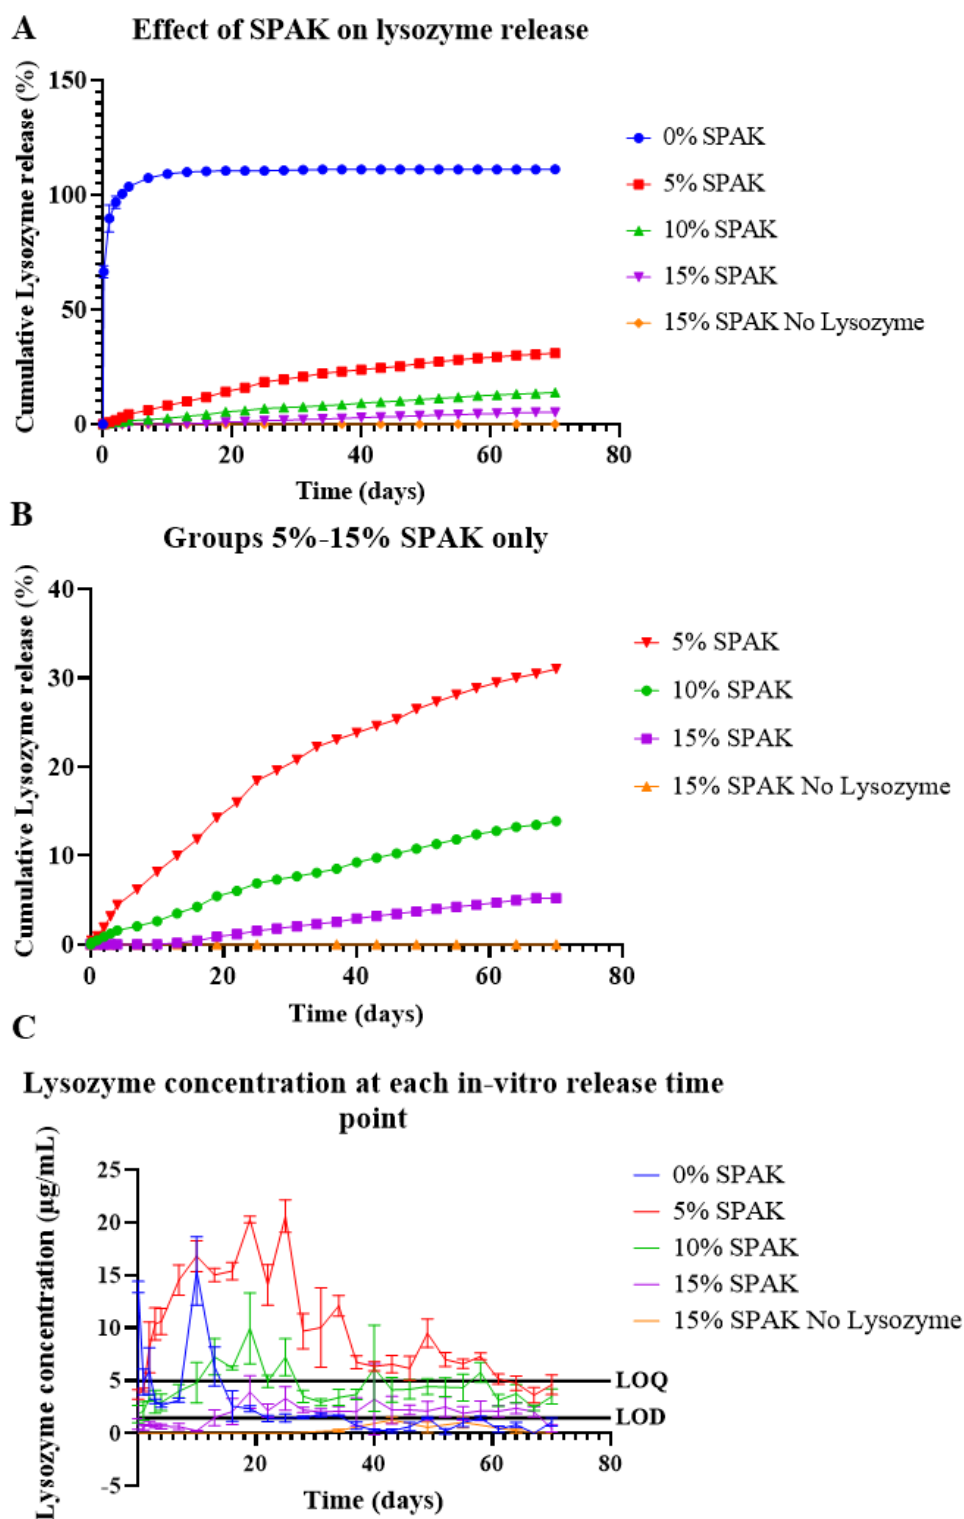 A
Effect of SPAK on lysozyme release
Cumulative Lysozyme release (%)
150
100
50
0
0 20 40 60 80
Time (days)
0% SPAK
5% SPAK
10% SPAK
15% SPAK
15% SPAK No Lysozyme
B
Groups 5%-15% SPAK only
Cumulative Lysozyme release (%)
40
30
20
10
0
0 20 40 60 80
Time (days)
5% SPAK
10% SPAK
15% SPAK
15% SPAK No Lysozyme
C
Lysozyme concentration at each in-vitro release time
point
Lysozyme concentration (µg/mL)
25
20
15
10
5
0
-5
20 40 60 80
Time (days)
LOQ
LOD
0% SPAK
5% SPAK
10% SPAK
15% SPAK
15% SPAK No Lysozyme